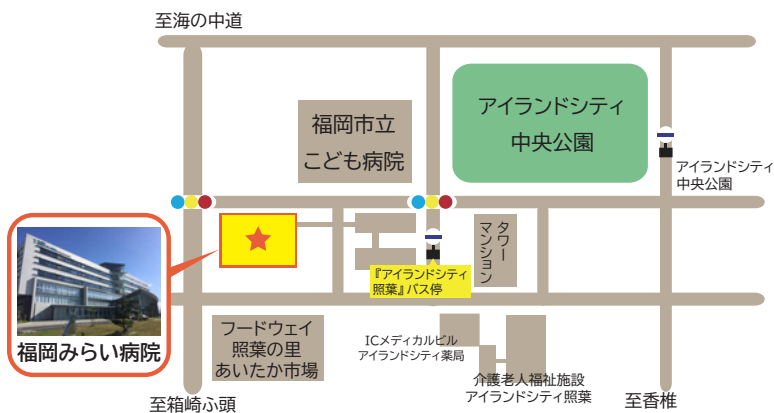 至海の中道
福岡市立
こども病院
アイランドシティ
中央公園
アイランドシティ
中央公園
タワー
マンション
『アイランドシティ
照葉』バス停
福岡みらい病院
フードウェイ
照葉の里
あいたか市場
ICメディカルビル
アイランドシティ薬局
介護老人福祉施設
アイランドシティ照葉
至箱崎ふ頭
至香椎